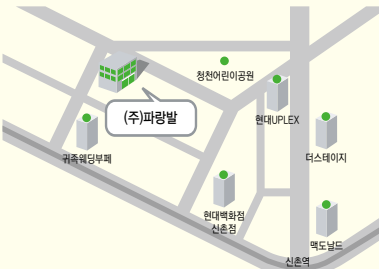 청천어린이공원
(주)파랑발
현대UPLEX
귀족웨딩부페
더스테이지
현대백화점
신촌점
맥도날드
신촌역